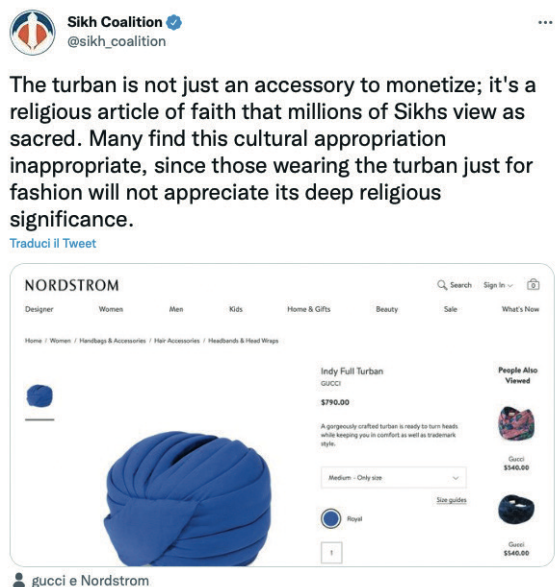 Sikh Coalition
@sikh_coalition
The turban is not just an accessory to monetize; it's a
religious article of faith that millions of Sikhs view as
sacred. Many find this cultural appropriation
inappropriate, since those wearing the turban just for
fashion will not appreciate its deep religious
significance.
Traduci il Tweet
NORDSTROM
Search Sign In 0
Designer Women Men Kids Home & Gifts Beauty Sale What's Now
Home / Women / Handbags & Accessories / Hair Accessories / Headbands & Head Wraps
Indy Full Turban
GUCCI
$790.00
A gorgeously crafted turban is ready to turn heads
while keeping you in comfort as well as trademark
style.
Medium - Only size
Size guides
Royal
1
People Also
Viewed
Gucci
$540.00
Gucci
$540.00
gucci e Nordstrom